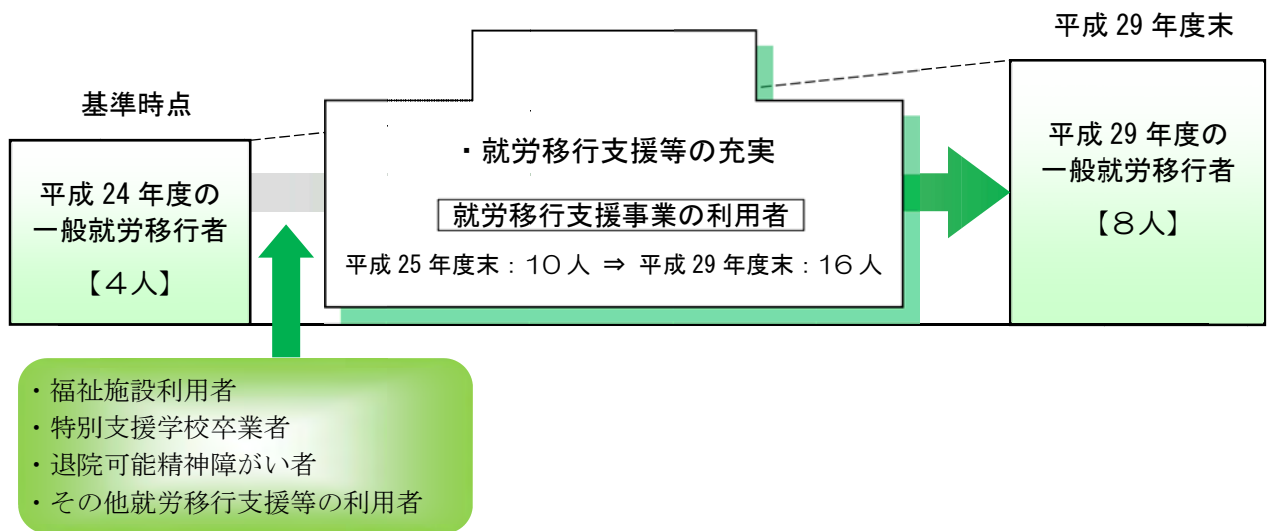 基準時点
平成 24 年度の
一般就労移行者
【4人】
・就労移行支援等の充実
就労移行支援事業の利用者
平成 25 年度末：10 人 ⇒ 平成 29 年度末：16 人
平成 29 年度末
平成 29 年度の
一般就労移行者
【8人】
・福祉施設利用者
・特別支援学校卒業者
・退院可能精神障がい者
・その他就労移行支援等の利用者